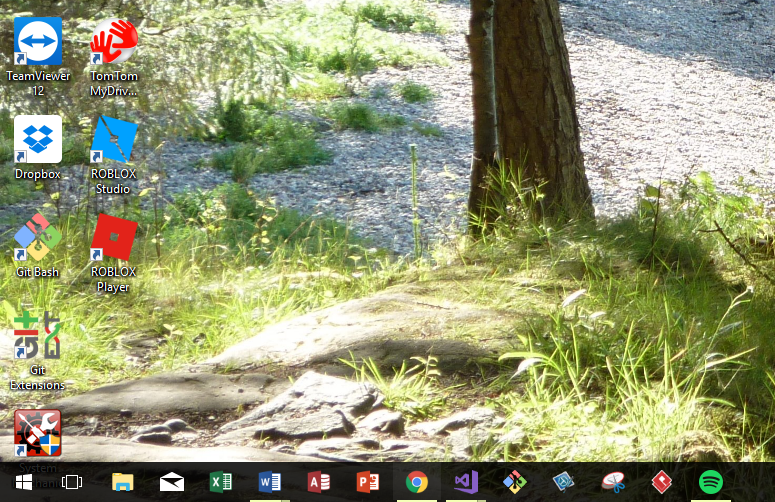 TeamViewer
12
TomTom
MyDriv...
Dropbox
ROBLOX
Studio
Git Bash
ROBLOX
Player
Git
Extensions
System